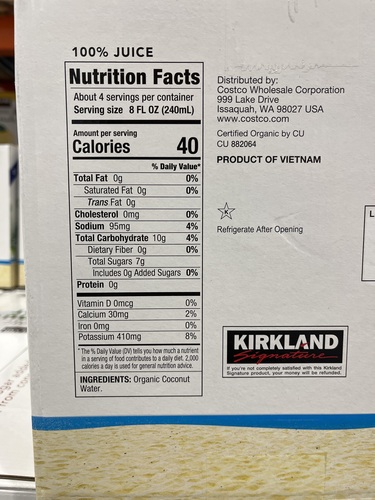 100% JUICE
Nutrition Facts
About 4 servings per container
Serving size 8 FL OZ (240mL)
Amount per serving
Calories 40
% Daily Value*
Total Fat 0g 0%
Saturated Fat 0g 0%
Trans Fat 0g
Cholesterol 0mg 0%
Sodium 95mg 4%
Total Carbohydrate 10g 4%
Dietary Fiber 0g 0%
Total Sugars 7g
Includes 0g Added Sugars 0%
Protein 0g
Vitamin D 0mcg 0%
Calcium 30mg 2%
Iron 0mg 0%
Potassium 410mg 8%
* The % Daily Value (DV) tells you how much a nutrient
in a serving of food contributes to a daily diet. 2,000
calories a day is used for general nutrition advice.
INGREDIENTS: Organic Coconut
Water.
Distributed by:
Costco Wholesale Corporation
999 Lake Drive
Issaquah, WA 98027 USA
www.costco.com
Certified Organic by CU
CU 882064
PRODUCT OF VIETNAM
K
Refrigerate After Opening
KIRKLAND
Signature
If you're not completely satisfied with this Kirkland
Signature product, your money will be refunded.
L